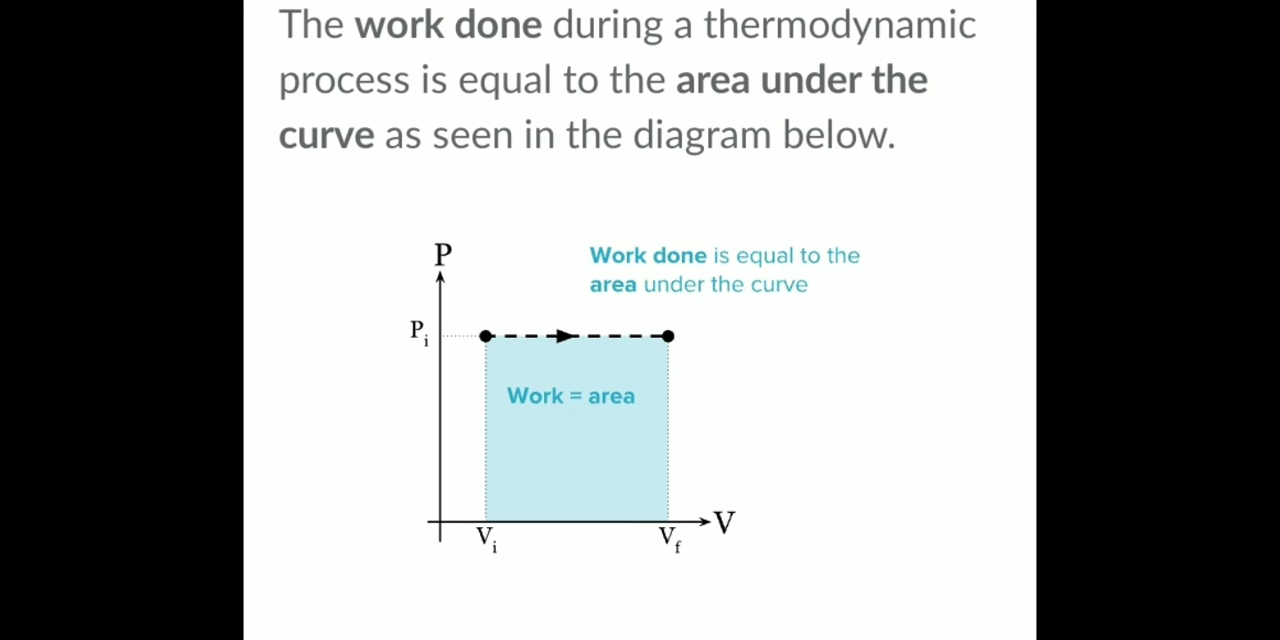 The work done during a thermodynamic
process is equal to the area under the
curve as seen in the diagram below.
P
Work done is equal to the
area under the curve
Pi
Work = area
V
Vi
Vf